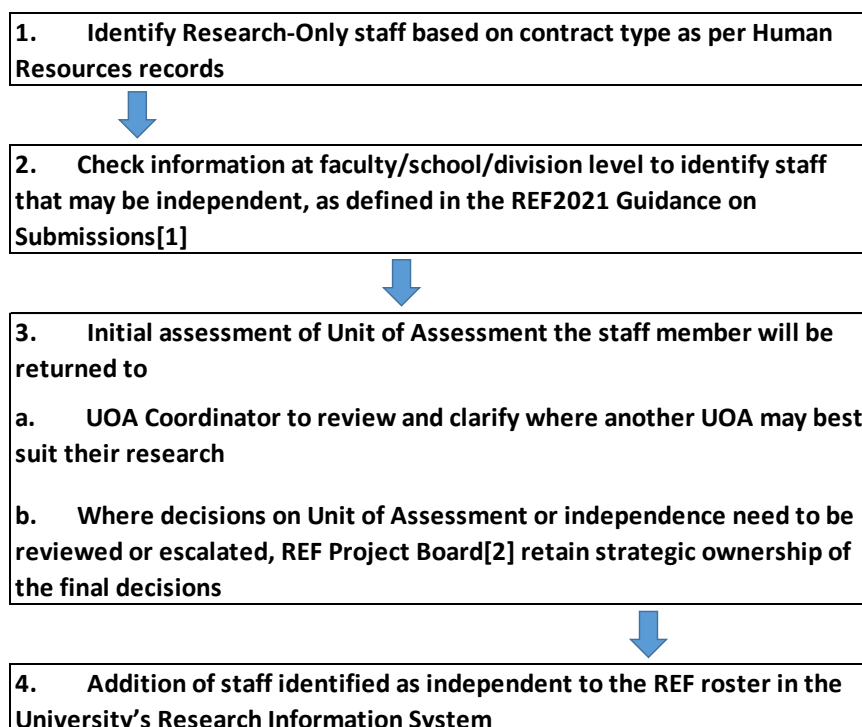 1. Identify Research-Only staff based on contract type as per Human
Resources records
2. Check information at faculty/school/division level to identify staff
that may be independent, as defined in the REF2021 Guidance on
Submissions[1]
3. Initial assessment of Unit of Assessment the staff member will be
returned to
a. UOA Coordinator to review and clarify where another UOA may best
suit their research
b. Where decisions on Unit of Assessment or independence need to be
reviewed or escalated, REF Project Board[2] retain strategic ownership of
the final decisions
4. Addition of staff identified as independent to the REF roster in the
University's Research Information System